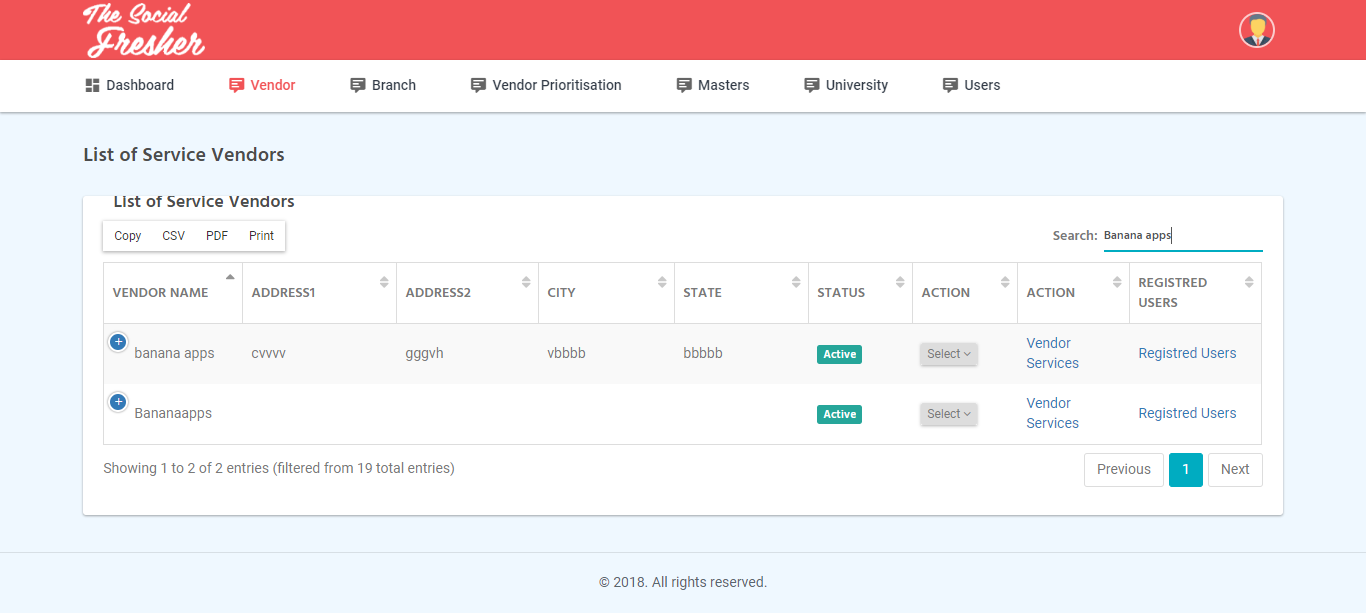 The Social
Fresher
Dashboard Vendor Branch Vendor Prioritisation Masters University Users
List of Service Vendors
List of Service Vendors
Copy CSV PDF Print Search: Banana apps
VENDOR NAME ADDRESS1 ADDRESS2 CITY STATE STATUS ACTION ACTION REGISTRED USERS
banana apps cvvvv gggvh vbbbb bbbbb Active Select Vendor Services Registred Users
Bananaapps Active Select Vendor Services Registred Users
Showing 1 to 2 of 2 entries (filtered from 19 total entries) Previous 1 Next
© 2018. All rights reserved.